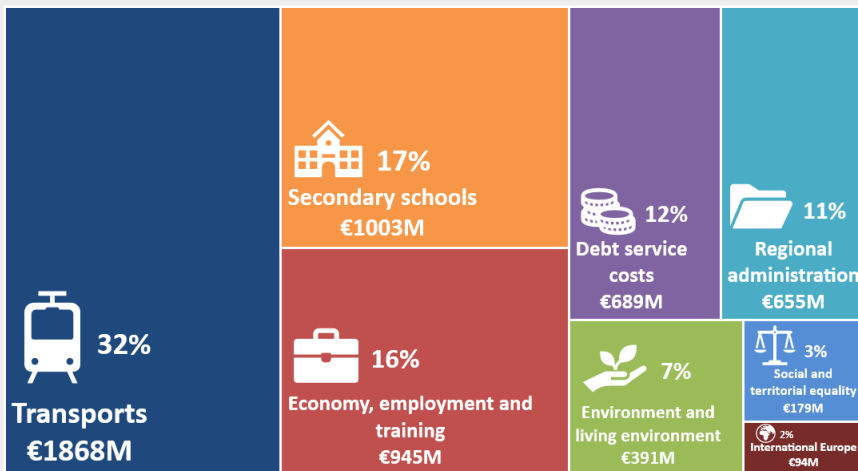 32%
Transports
€1868M
17%
Secondary schools
€1003M
16%
Economy, employment and
training
€945M
12%
Debt service
costs
€689M
11%
Regional
administration
€655M
7%
Environment and
living environment
€391M
3%
Social and
territorial equality
€179M
2%
International Europe
€94M